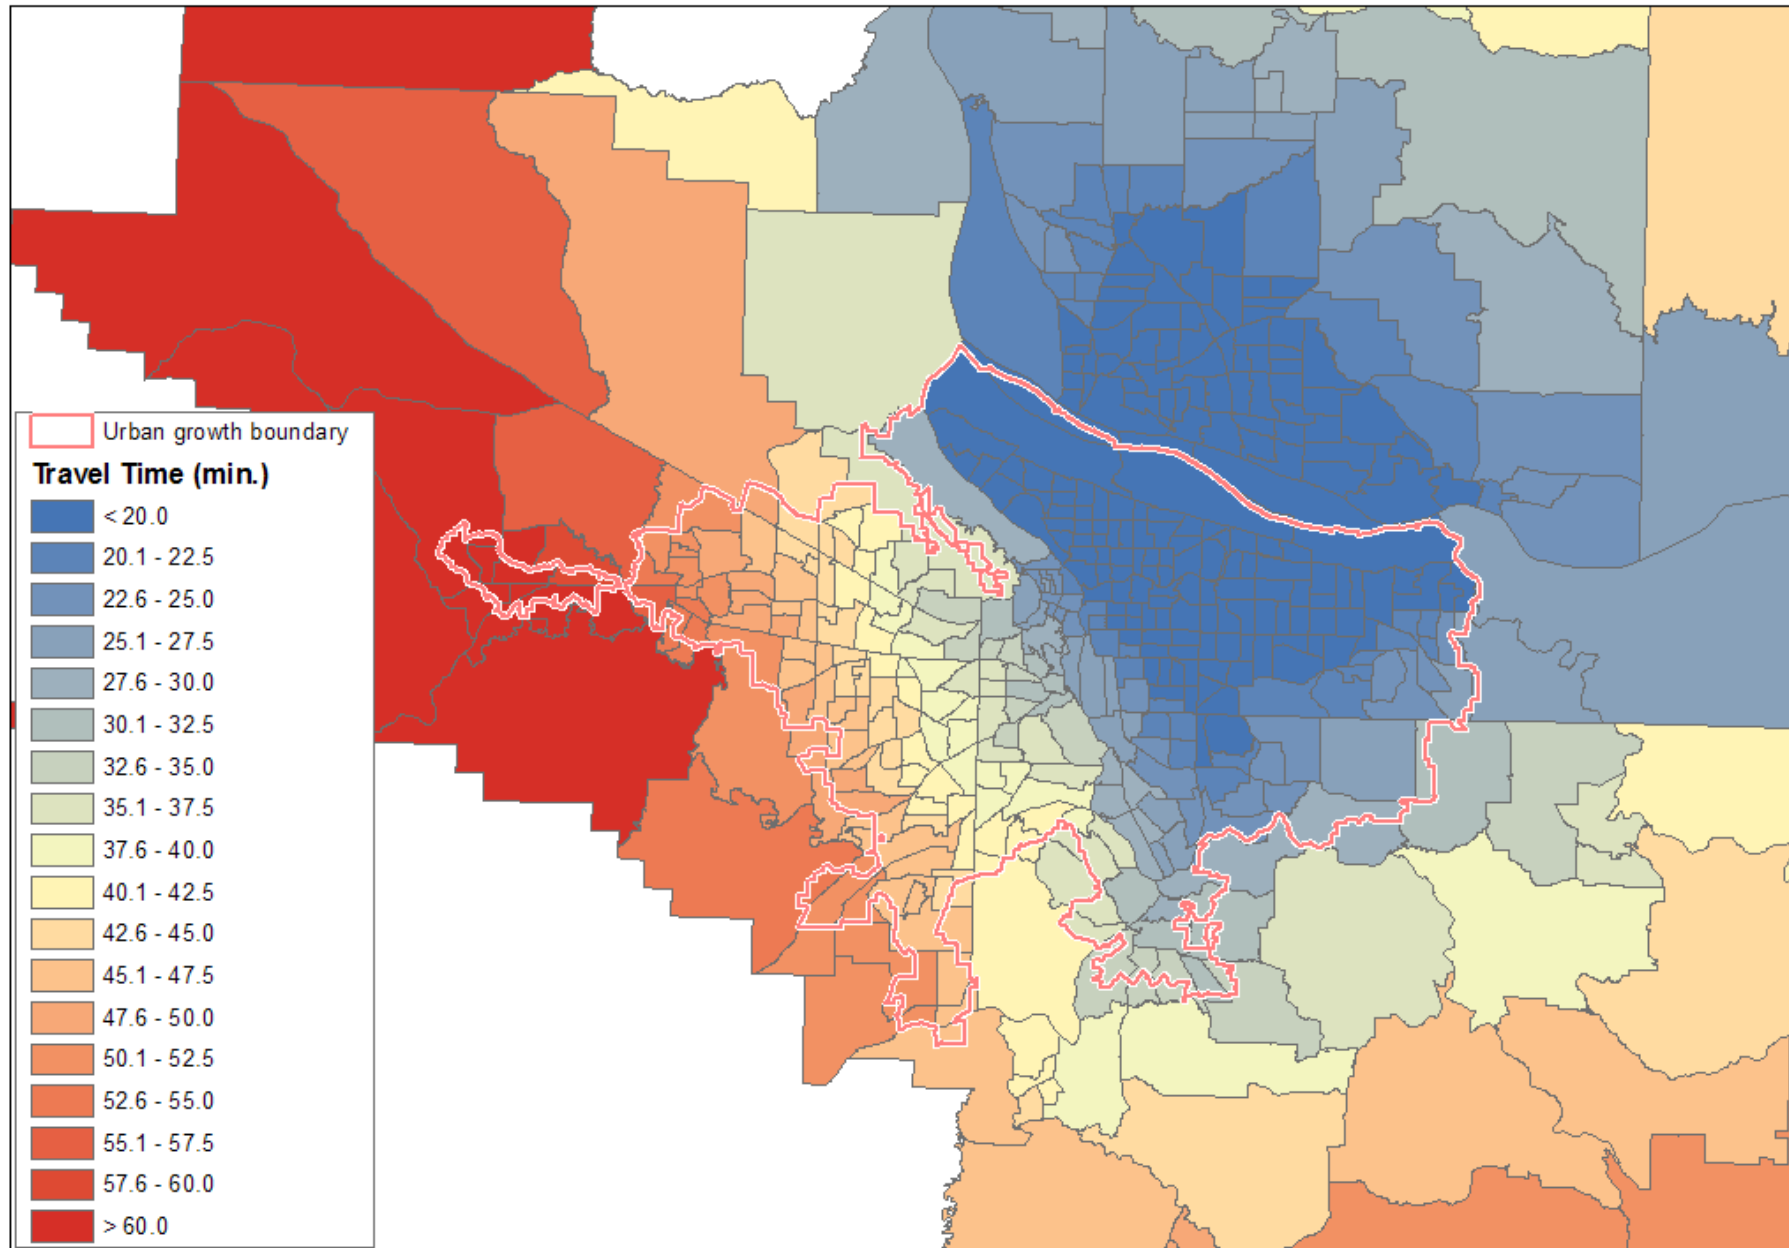 Urban growth boundary
Travel Time (min.)
< 20.0
20.1 - 22.5
22.6 - 25.0
25.1 - 27.5
27.6 - 30.0
30.1 - 32.5
32.6 - 35.0
35.1 - 37.5
37.6 - 40.0
40.1 - 42.5
42.6 - 45.0
45.1 - 47.5
47.6 - 50.0
50.1 - 52.5
52.6 - 55.0
55.1 - 57.5
57.6 - 60.0
> 60.0